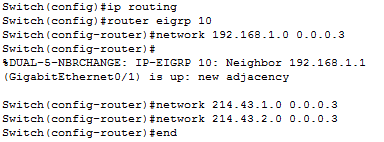 Switch(config)#ip routing
Switch(config)#router eigrp 10
Switch(config-router)#network 192.168.1.0 0.0.0.3
Switch(config-router)#
%DUAL-5-NBRCHANGE: IP-EIGRP 10: Neighbor 192.168.1.1
(GigabitEthernet0/1) is up: new adjacency
Switch(config-router)#network 214.43.1.0 0.0.0.3
Switch(config-router)#network 214.43.2.0 0.0.0.3
Switch(config-router)#end